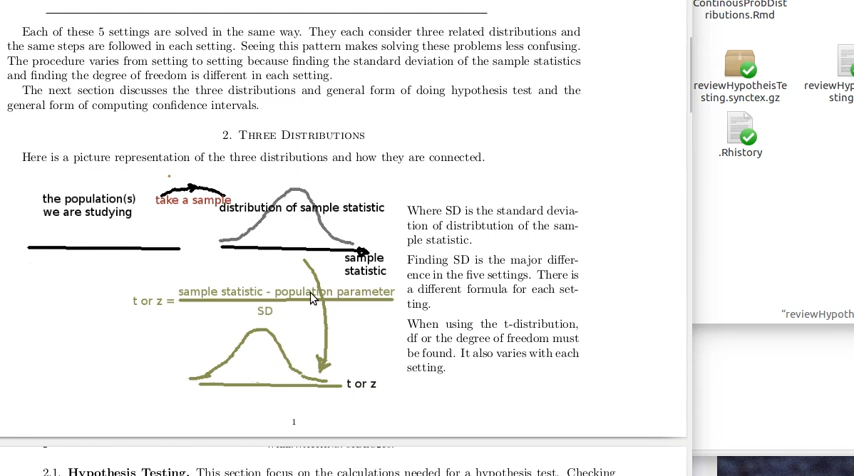 Each of these 5 settings are solved in the same way. They each consider three related distributions and
the same steps are followed in each setting. Seeing this pattern makes solving these problems less confusing.
The procedure varies from setting to setting because finding the standard deviation of the sample statistics
and finding the degree of freedom is different in each setting.
The next section discusses the three distributions and general form of doing hypothesis test and the
general form of computing confidence intervals.
2. Three Distributions
Here is a picture representation of the three distributions and how they are connected.
the population(s)
we are studying
take a sample
distribution of sample statistic
sample
statistic
t or z =
sample statistic - population parameter
SD
t or z
Where SD is the standard devia-
tion of distribtution of the sam-
ple statistic.
Finding SD is the major differ-
ence in the five settings. There is
a different formula for each set-
ting.
When using the t-distribution,
df or the degree of freedom must
be found. It also varies with each
setting.
1
2.1. Hypothesis Testing. This section focus on the calculations needed for a hypothesis test. Checking
ContinousProbDist
ributions.Rmd
reviewHypotheisTe
sting.synctex.gz
reviewHyp
sting
.Rhistory
"reviewHypoth